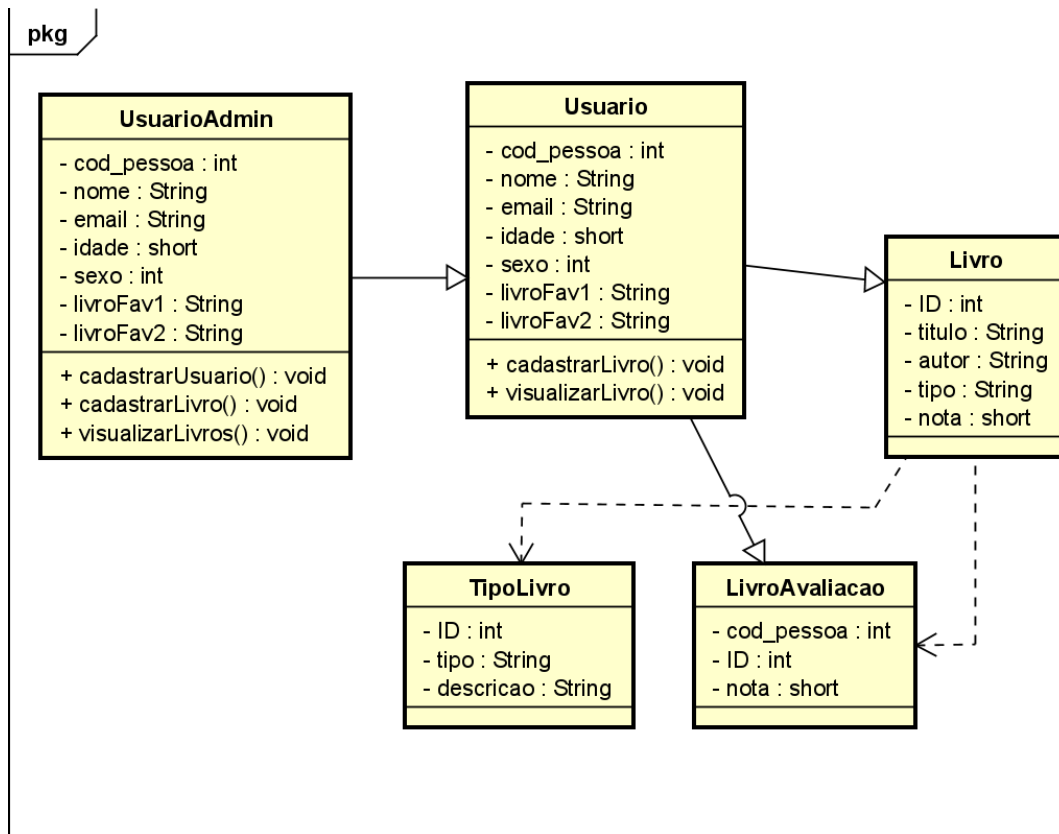 pkg
UsuarioAdmin
- cod_pessoa : int
- nome : String
- email : String
- idade : short
- sexo : int
- livroFav1 : String
- livroFav2 : String
+ cadastrarUsuario() : void
+ cadastrarLivro() : void
+ visualizarLivros() : void
Usuario
- cod_pessoa : int
- nome : String
- email : String
- idade : short
- sexo : int
- livroFav1 : String
- livroFav2 : String
+ cadastrarLivro() : void
+ visualizarLivro() : void
Livro
- ID : int
- titulo : String
- autor : String
- tipo : String
- nota : short
TipoLivro
- ID : int
- tipo : String
- descricao : String
LivroAvaliacao
- cod_pessoa : int
- ID : int
- nota : short